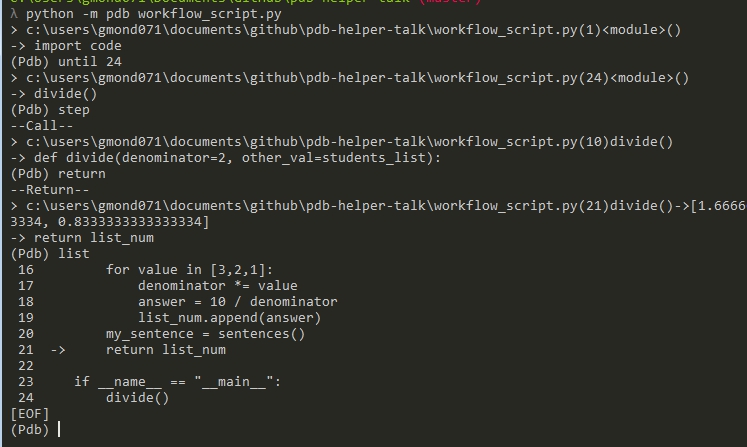 λ python -m pdb workflow_script.py
> c:\users\gmond071\documents\github\pdb-helper-talk\workflow_script.py(1)<module>()
-> import code
(Pdb) until 24
> c:\users\gmond071\documents\github\pdb-helper-talk\workflow_script.py(24)<module>()
-> divide()
(Pdb) step
--Call--
> c:\users\gmond071\documents\github\pdb-helper-talk\workflow_script.py(10)divide()
-> def divide(denominator=2, other_val=students_list):
(Pdb) return
--Return--
> c:\users\gmond071\documents\github\pdb-helper-talk\workflow_script.py(21)divide()->[1.6666
3334, 0.8333333333333334]
-> return list_num
(Pdb) list
 16         for value in [3,2,1]:
 17             denominator *= value
 18             answer = 10 / denominator
 19             list_num.append(answer)
 20         my_sentence = sentences()
 21  ->     return list_num
 22
 23     if __name__ == "__main__":
 24         divide()
[EOF]
(Pdb)